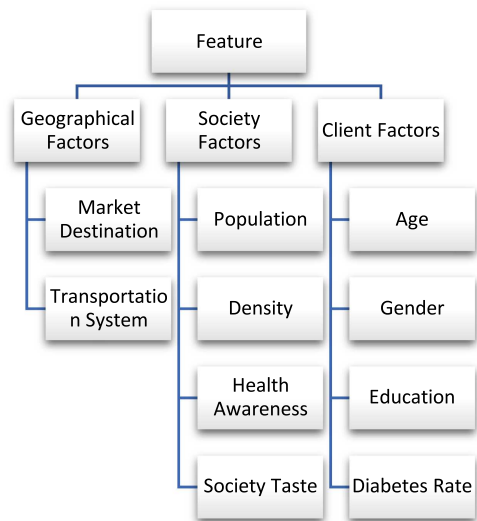 Feature
Geographical
Factors
Society
Factors
Client Factors
Market
Destination
Population
Age
Transportatio
n System
Density
Gender
Health
Awareness
Education
Society Taste
Diabetes Rate